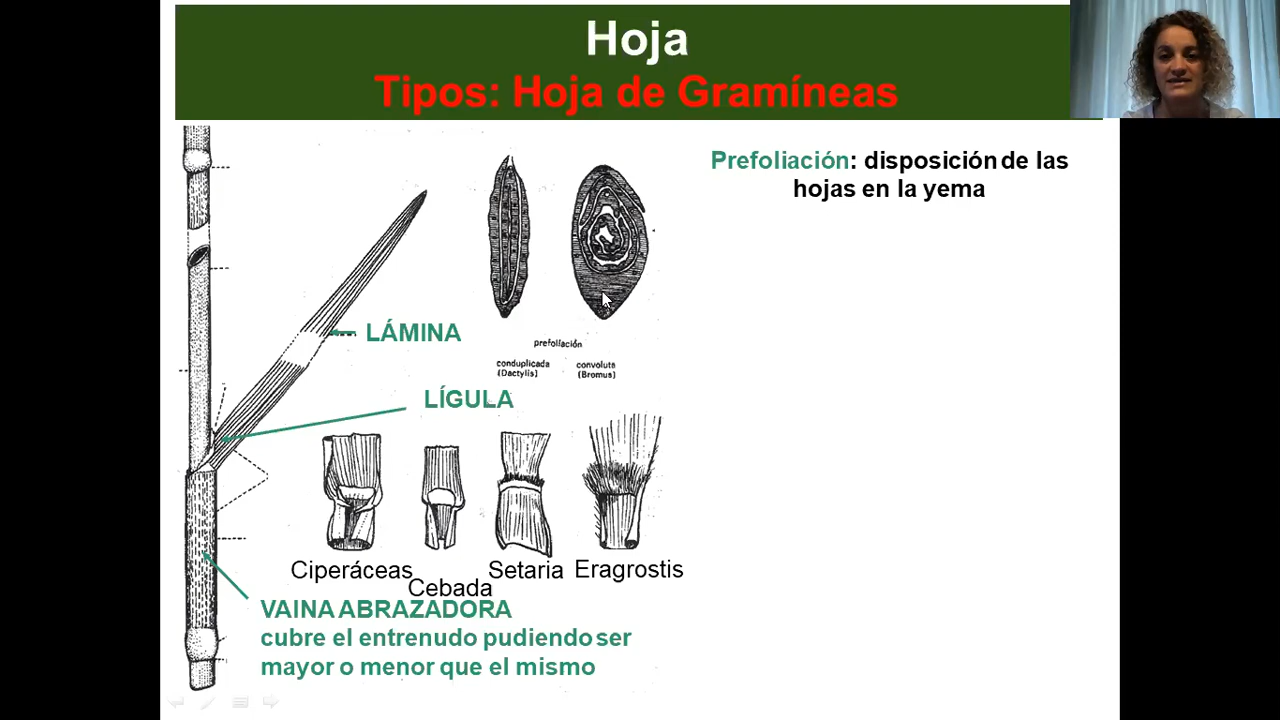 Hoja
Tipos: Hoja de Gramíneas
Prefoliación: disposición de las
hojas en la yema
LÁMINA
prefoliación
conduplicada
(Dactylis)
convoluta
(Bromus)
LÍGULA
Ciperáceas
Cebada
Setaria
Eragrostis
VAINA ABRAZADORA
cubre el entrenudo pudiendo ser
mayor o menor que el mismo